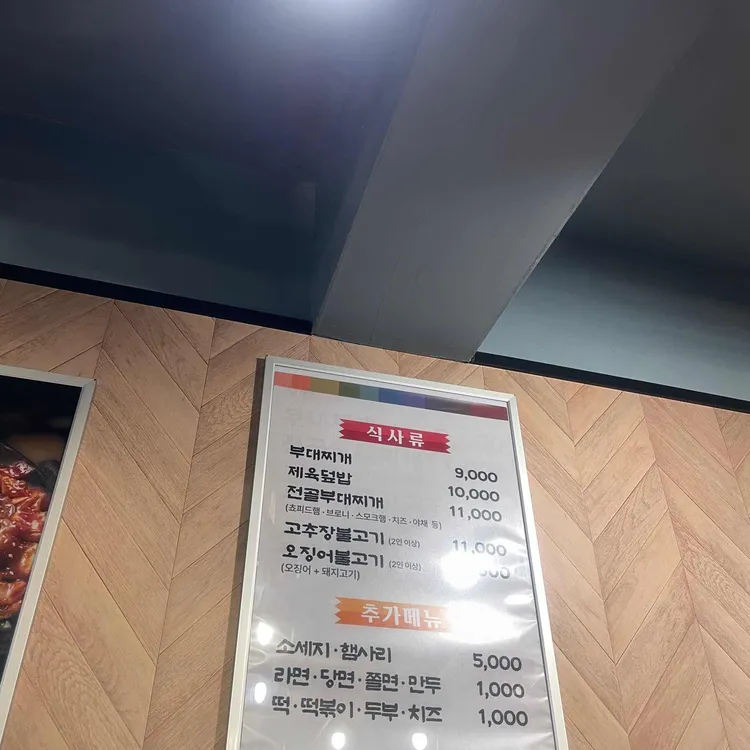 식사류
부대찌개 9,000
제육덮밥 10,000
전골부대찌개 11,000
(쵸피드햄·브로니·스모크햄·치즈·야채 등)
고추장불고기 (2인 이상) 11,000
오징어불고기 (2인 이상)
(오징어 + 돼지고기)
추가메뉴
소세지·햄사리 5,000
라면·당면·쫄면·만두 1,000
떡·떡볶이·두부·치즈 1,000